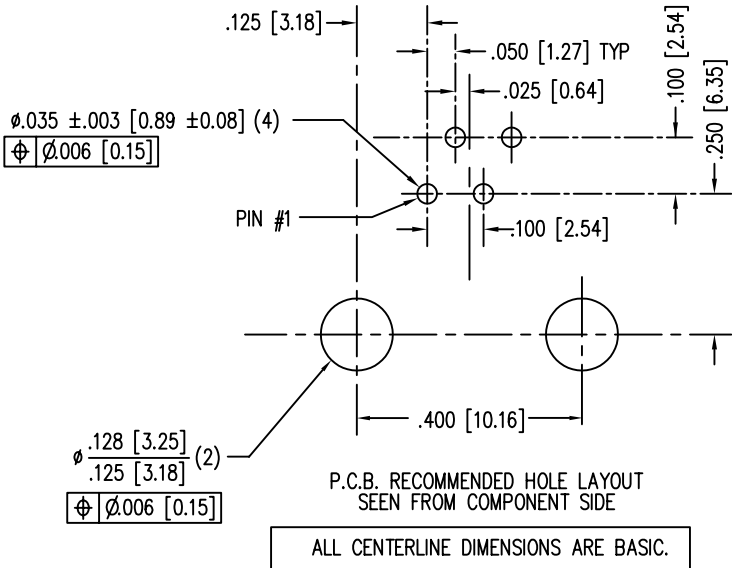 .125 [3.18]
.050 [1.27] TYP
.025 [0.64]
.100 [2.54]
.250 [6.35]
ø.035 ±.003 [0.89 ±0.08] (4)
⌖ Ø.006 [0.15]
PIN #1
.100 [2.54]
.400 [10.16]
ø .128 [3.25]
.125 [3.18] (2)
⌖ Ø.006 [0.15]
P.C.B. RECOMMENDED HOLE LAYOUT
SEEN FROM COMPONENT SIDE
ALL CENTERLINE DIMENSIONS ARE BASIC.